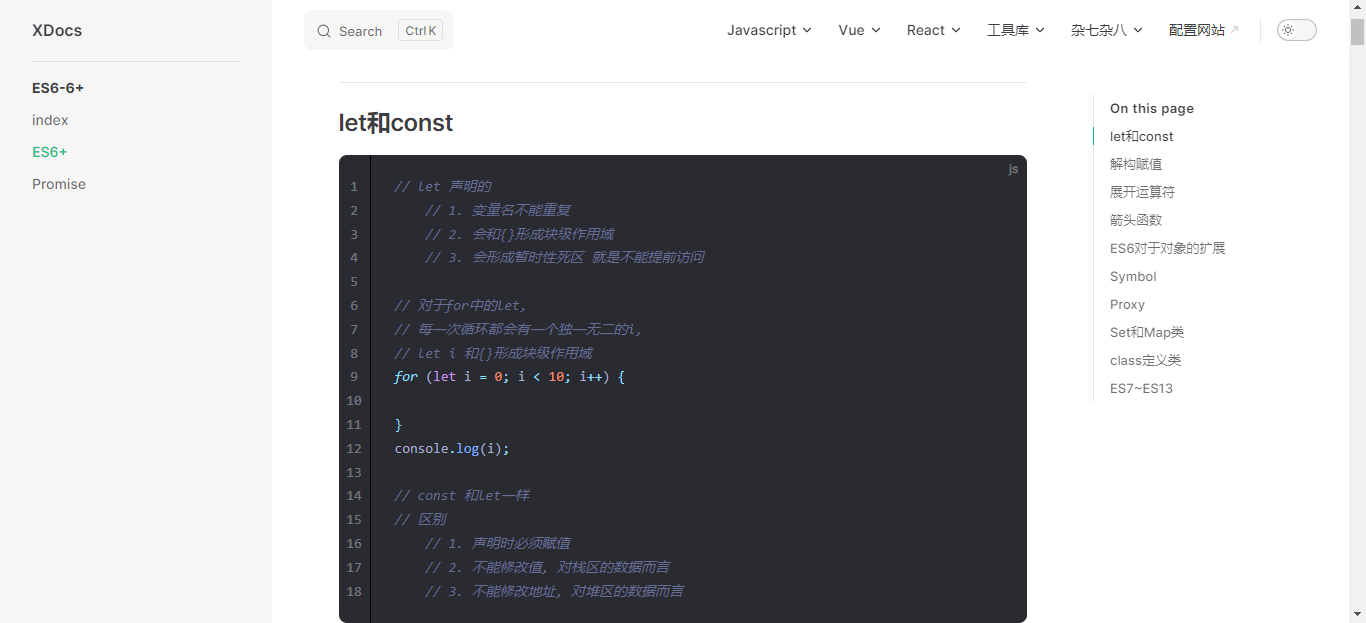 XDocs
Search Ctrl K
Javascript Vue React 工具库 杂七杂八 配置网站
ES6-6+
index
ES6+
Promise
let和const
js
1 // let 声明的
2 // 1. 变量名不能重复
3 // 2. 会和{}形成块级作用域
4 // 3. 会形成暂时性死区 就是不能提前访问
5
6 // 对于for中的let,
7 // 每一次循环都会有一个独一无二的i,
8 // let i 和{}形成块级作用域
9 for (let i = 0; i < 10; i++) {
10
11 }
12 console.log(i);
13
14 // const 和let一样
15 // 区别
16 // 1. 声明时必须赋值
17 // 2. 不能修改值, 对栈区的数据而言
18 // 3. 不能修改地址, 对堆区的数据而言
On this page
let和const
解构赋值
展开运算符
箭头函数
ES6对于对象的扩展
Symbol
Proxy
Set和Map类
class定义类
ES7~ES13